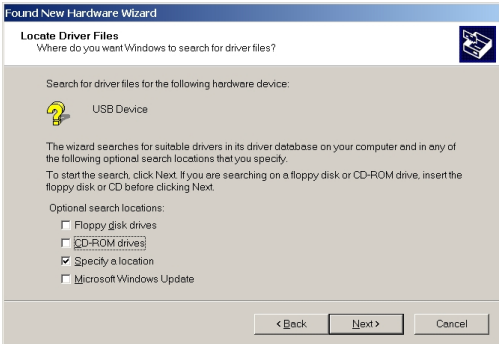 Found New Hardware Wizard
Locate Driver Files
Where do you want Windows to search for driver files?
Search for driver files for the following hardware device:
USB Device
The wizard searches for suitable drivers in its driver database on your computer and in any of
the following optional search locations that you specify.
To start the search, click Next. If you are searching on a floppy disk or CD-ROM drive, insert the
floppy disk or CD before clicking Next.
Optional search locations:
Floppy disk drives
CD-ROM drives
Specify a location
Microsoft Windows Update
< Back Next > Cancel